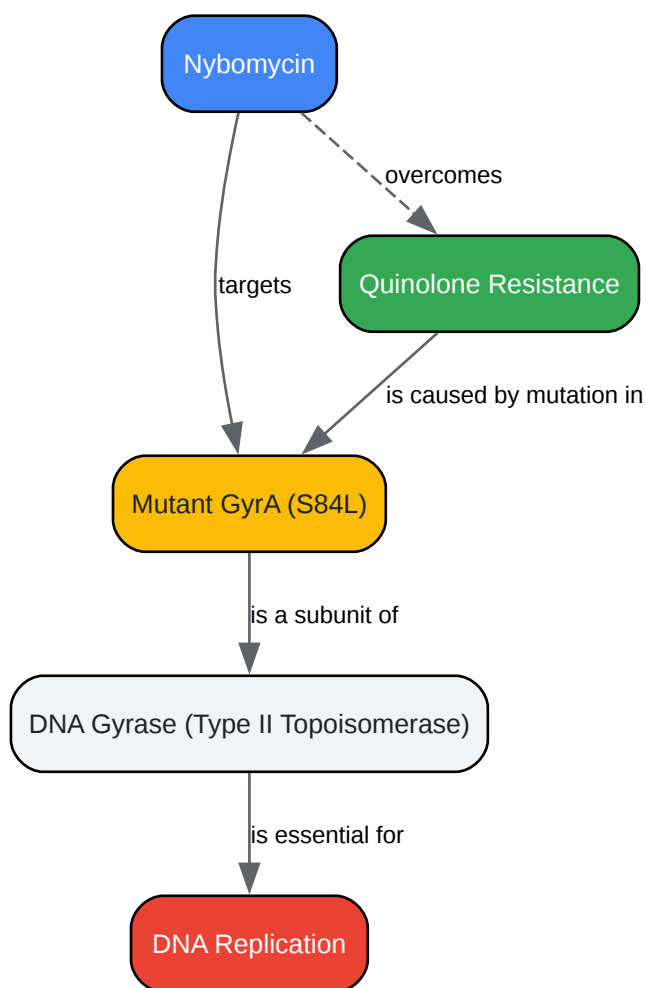 Nybomycin
overcomes
Quinolone Resistance
targets
is caused by mutation in
Mutant GyrA (S84L)
is a subunit of
DNA Gyrase (Type II Topoisomerase)
is essential for
DNA Replication